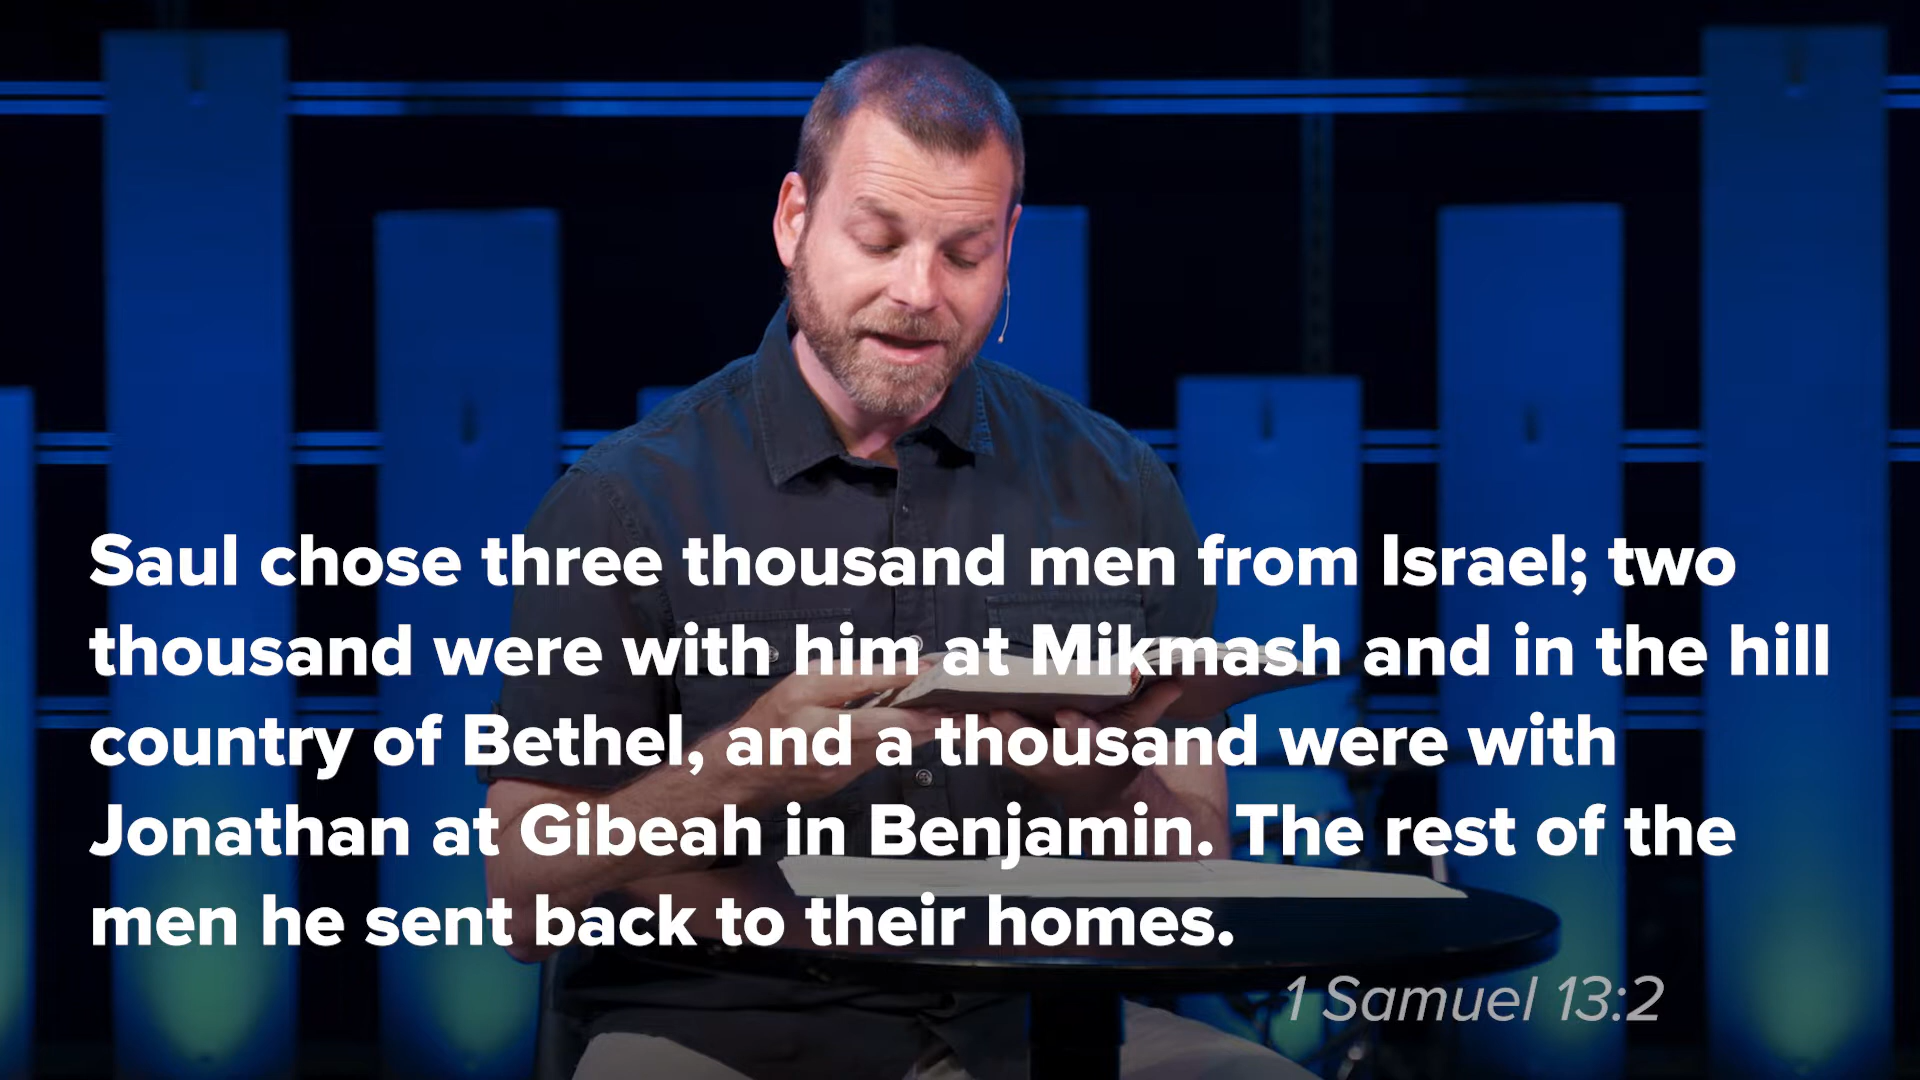 Saul chose three thousand men from Israel; two
thousand were with him at Mikmash and in the hill
country of Bethel, and a thousand were with
Jonathan at Gibeah in Benjamin. The rest of the
men he sent back to their homes.
1 Samuel 13:2